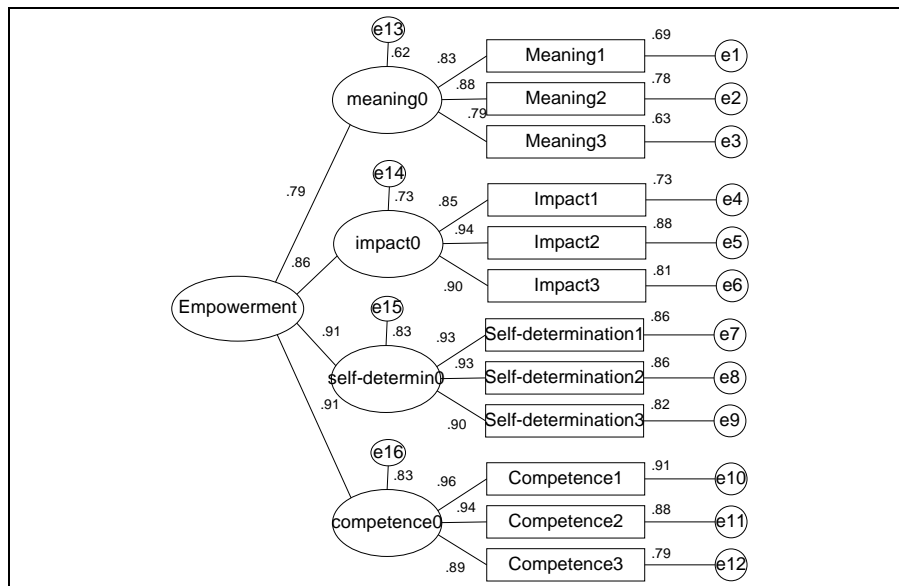 e13
.62
meaning0
.83
Meaning1
.69
e1
.88
Meaning2
.78
e2
.79
Meaning3
.63
e3
.79
e14
.73
impact0
.85
Impact1
.73
e4
.94
Impact2
.88
e5
.90
Impact3
.81
e6
.86
Empowerment
e15
.83
.91
self-determin0
.93
Self-determination1
.86
e7
.93
Self-determination2
.86
e8
.90
Self-determination3
.82
e9
.91
e16
.83
competence0
.96
Competence1
.91
e10
.94
Competence2
.88
e11
.89
Competence3
.79
e12